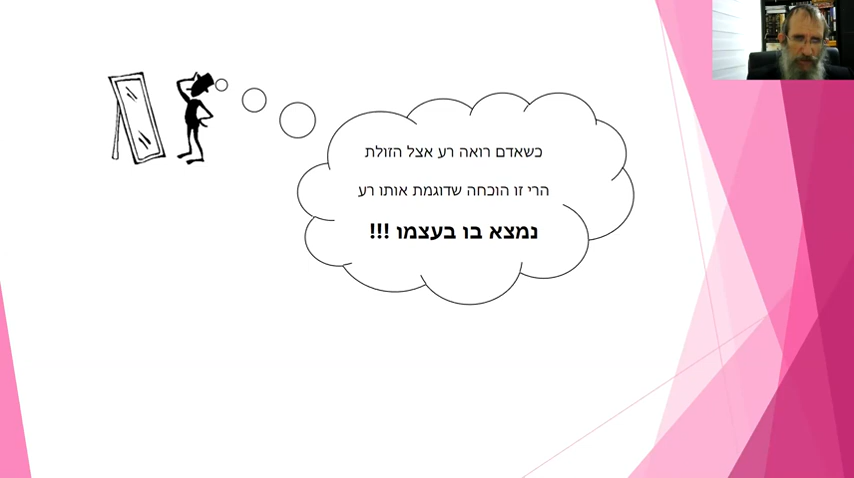 כשאדם רואה רע אצל הזולת
הרי זו הוכחה שדוגמת אותו רע
נמצא בו בעצמו !!!